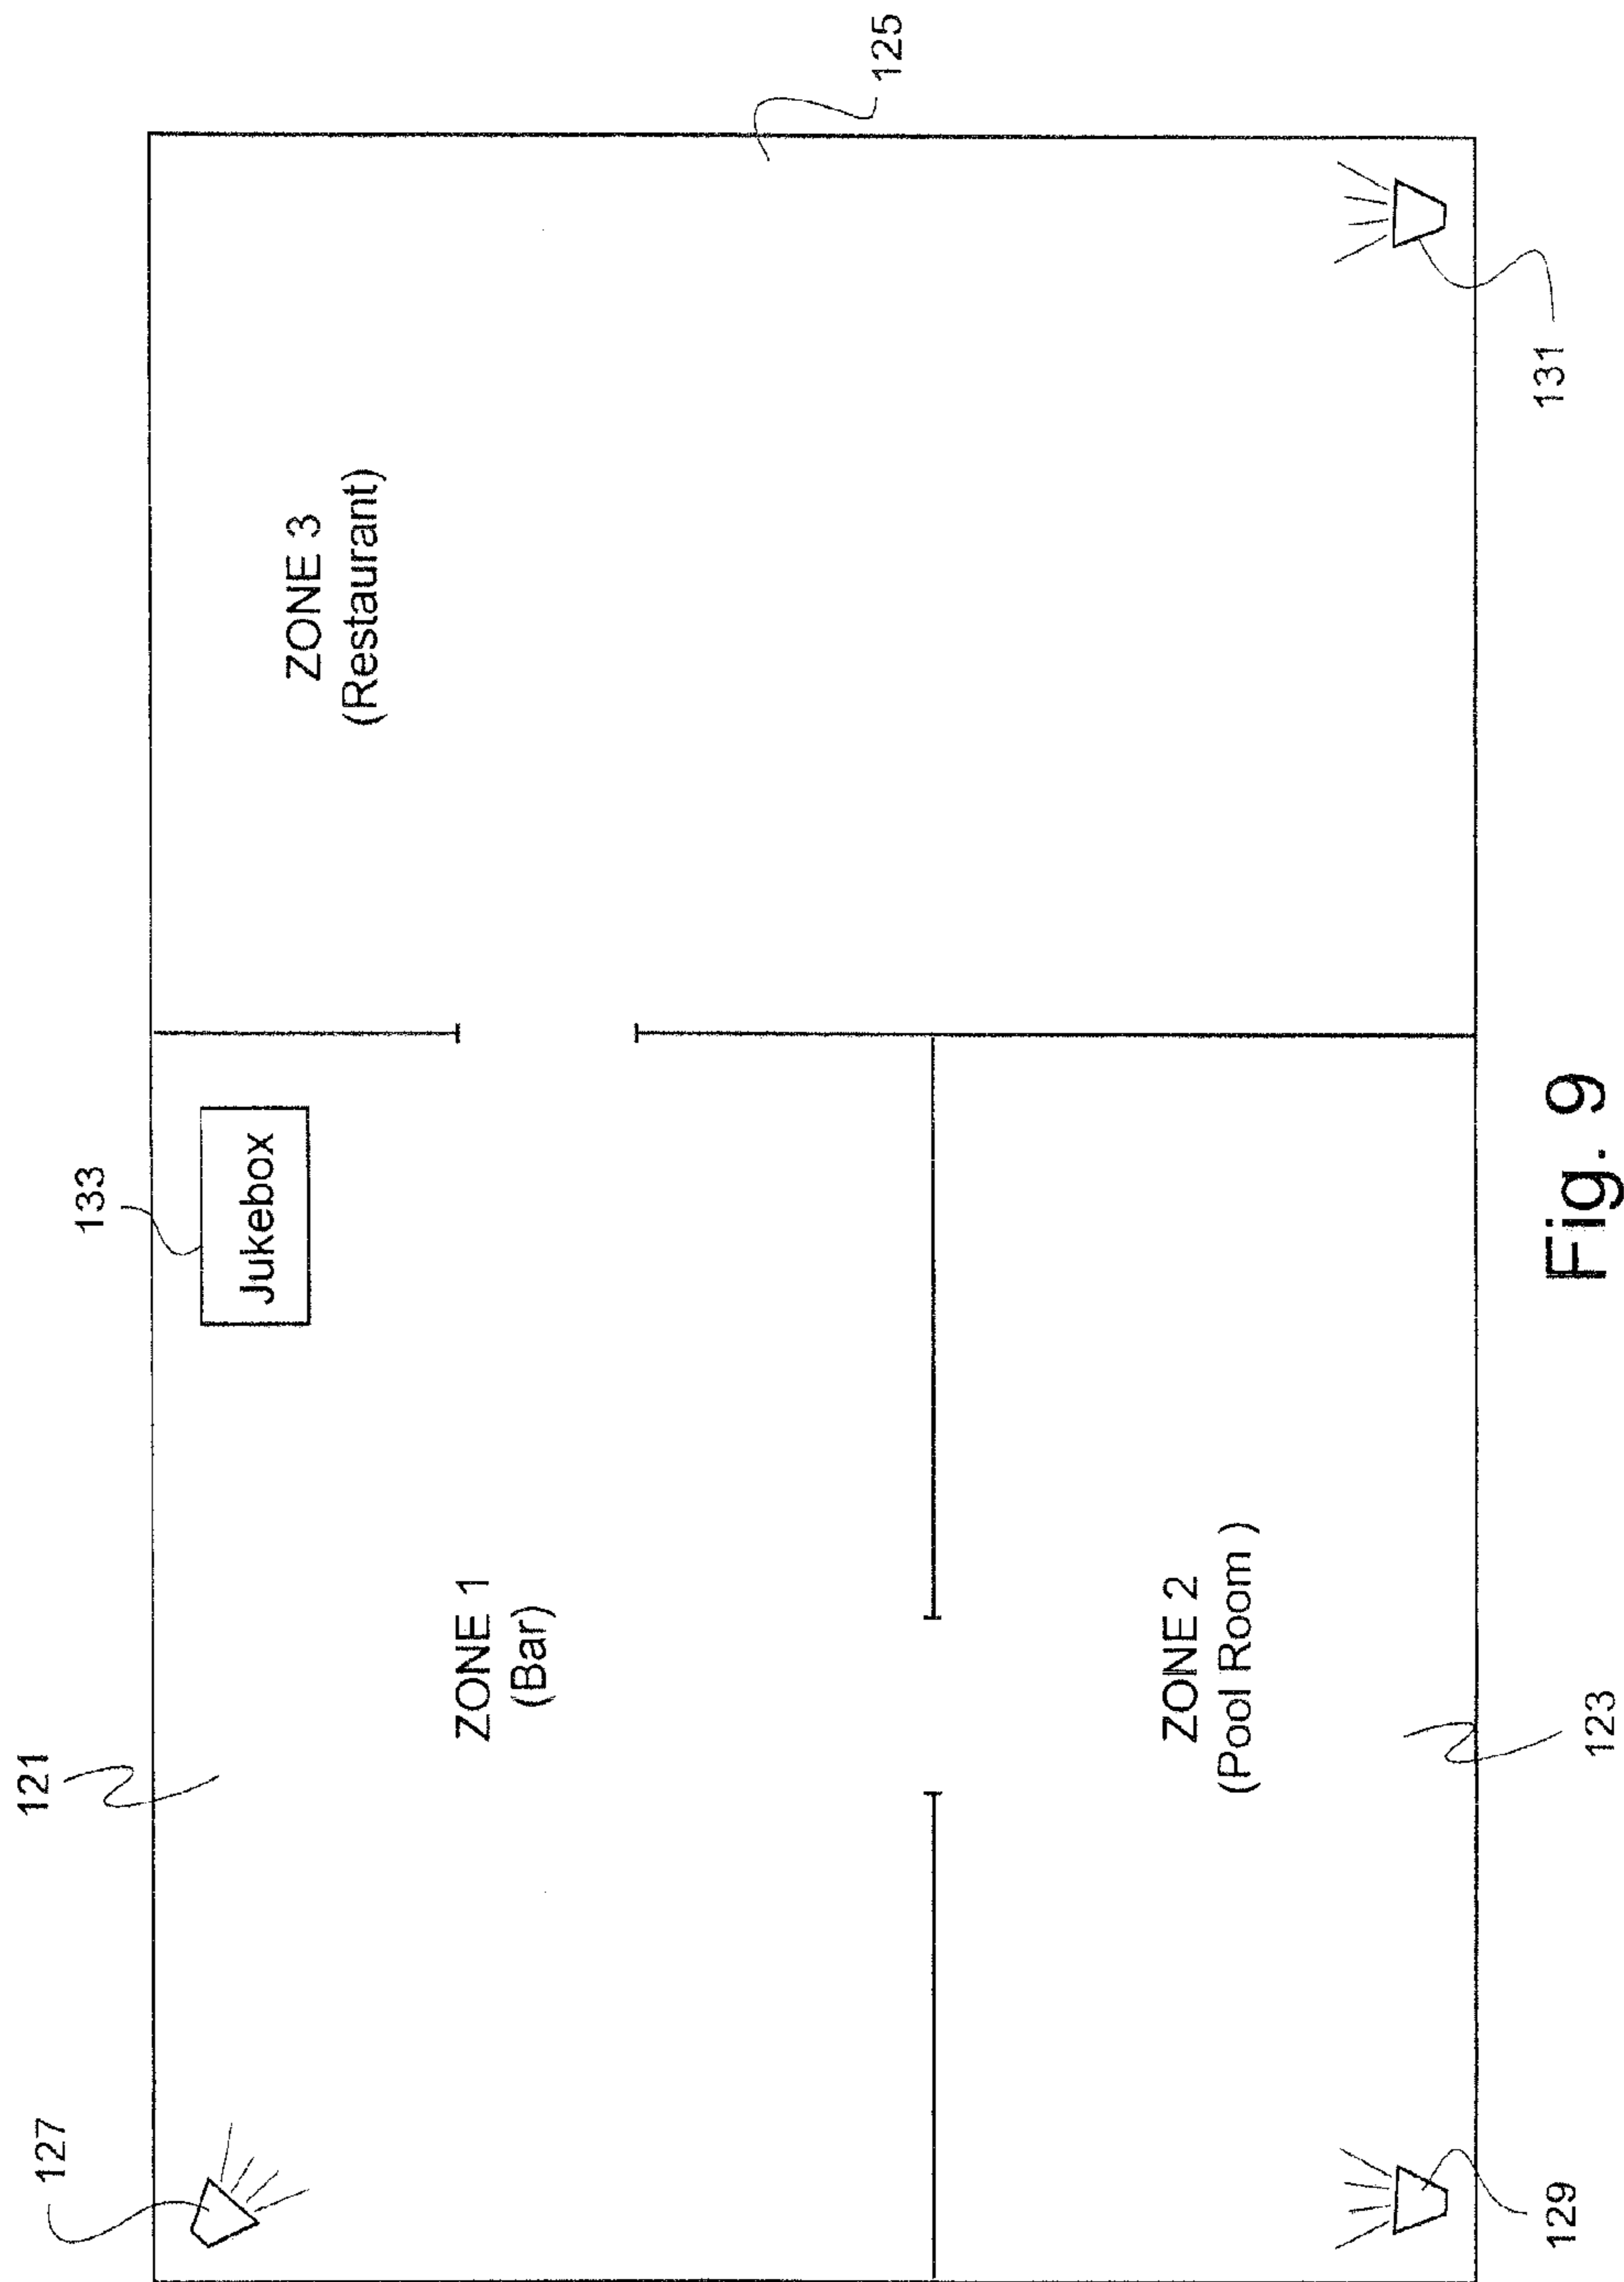 121
133
127
Jukebox
ZONE 1
(Bar)
ZONE 3
(Restaurant)
125
ZONE 2
(Pool Room )
129
123
131
Fig. 9